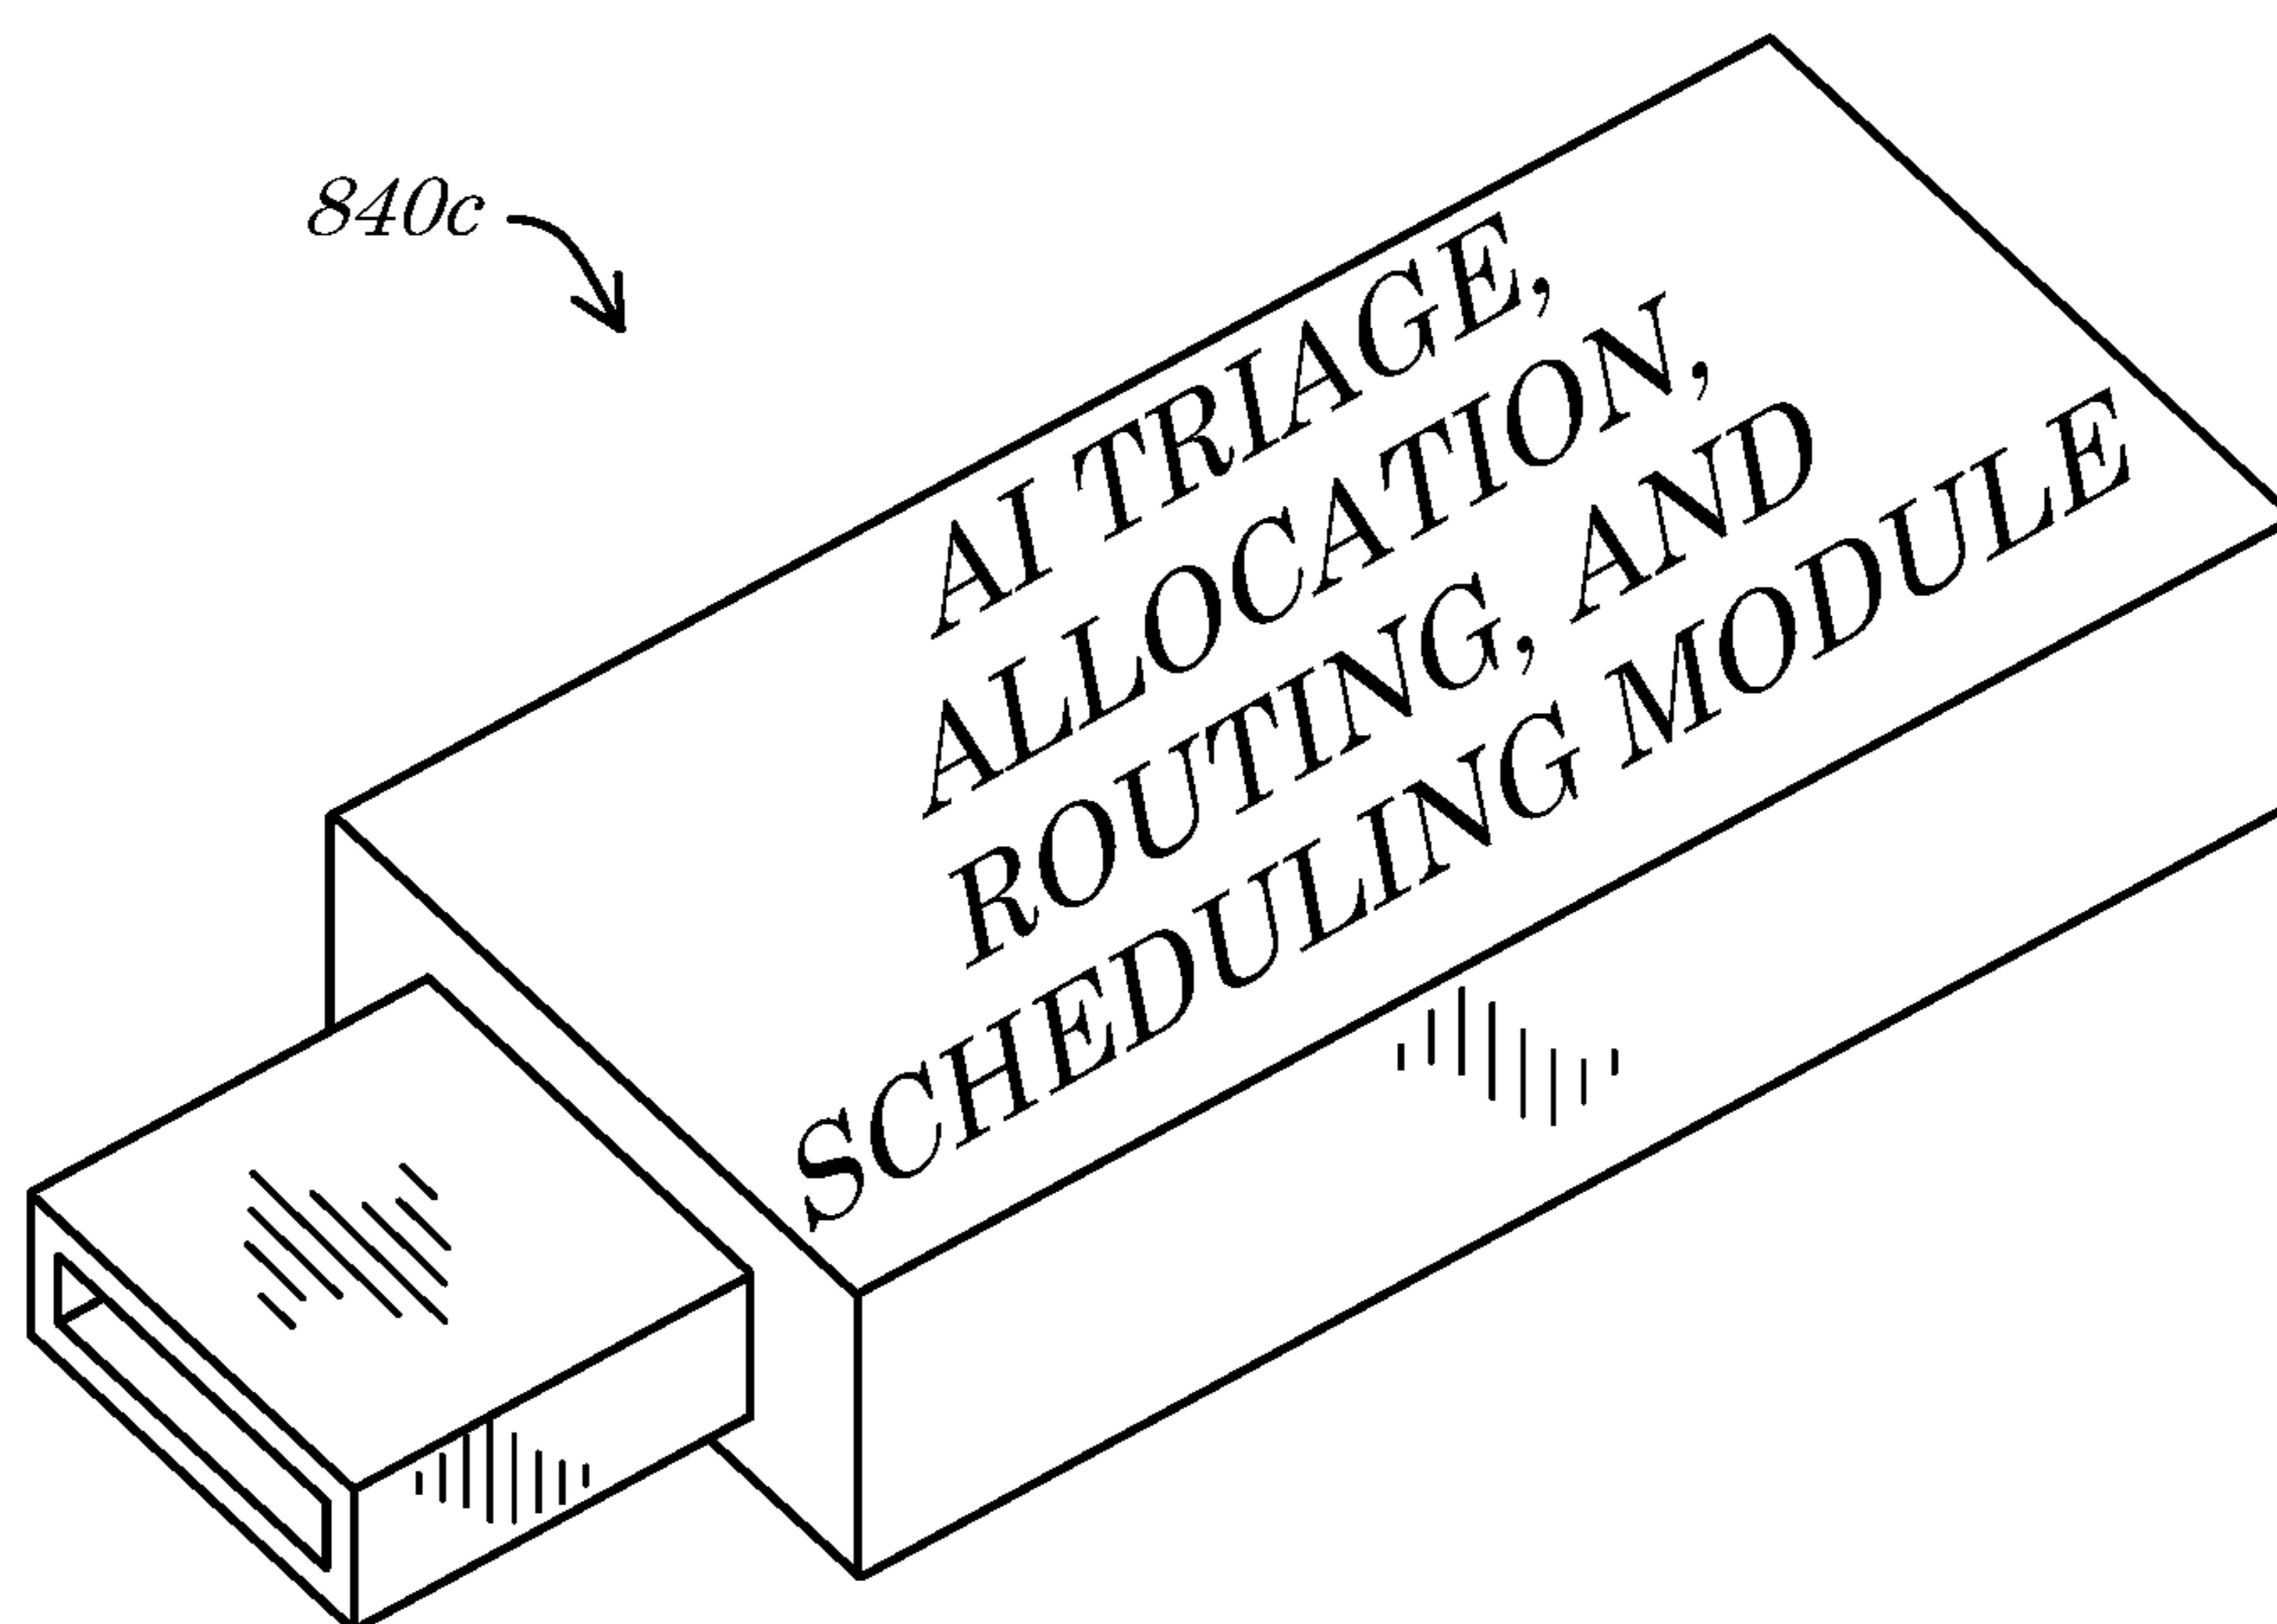 840c
AI TRIAGE,
ALLOCATION,
ROUTING, AND
SCHEDULING MODULE